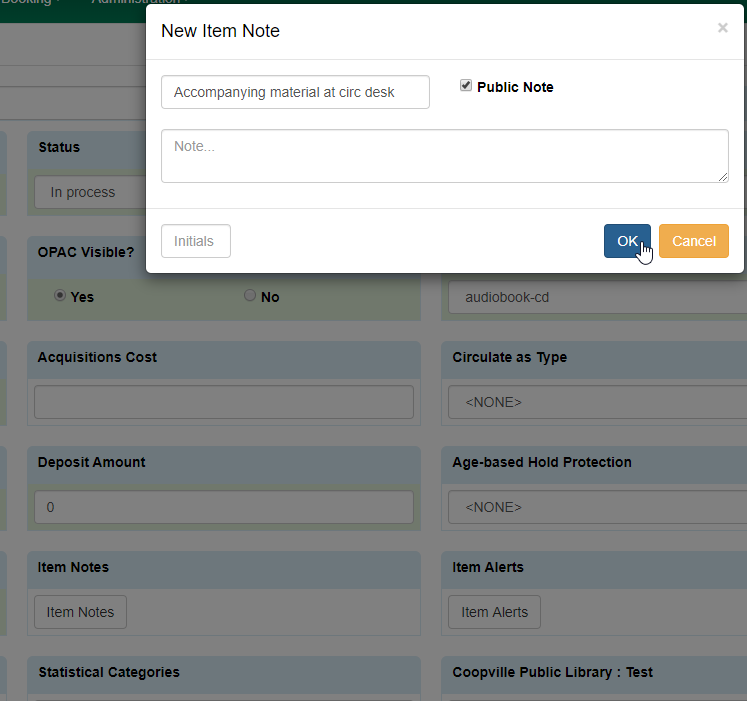 Booking Administration
New Item Note ×
Accompanying material at circ desk
Public Note
Note...
Initials
OK
Cancel
Status
In process
OPAC Visible?
Yes
No
audiobook-cd
Acquisitions Cost
Circulate as Type
<NONE>
Deposit Amount
Age-based Hold Protection
0
<NONE>
Item Notes
Item Alerts
Item Notes
Item Alerts
Statistical Categories
Coopville Public Library : Test